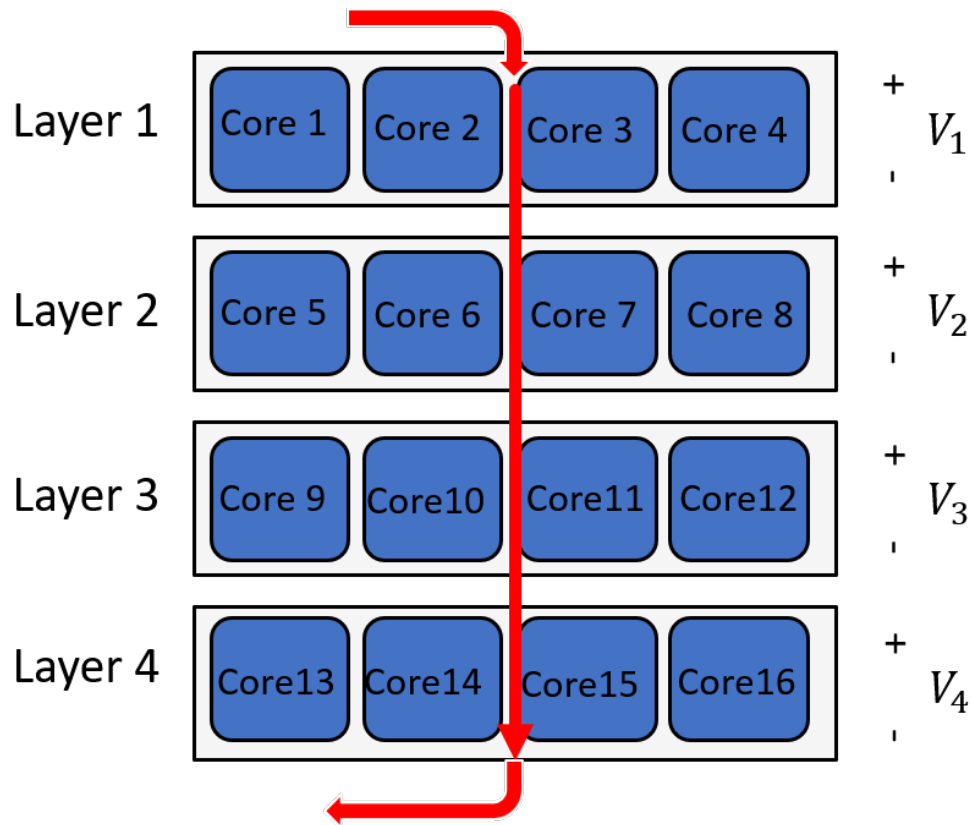 Layer 1
Core 1
Core 2
Core 3
Core 4
+
V₁
-
Layer 2
Core 5
Core 6
Core 7
Core 8
+
V₂
-
Layer 3
Core 9
Core10
Core11
Core12
+
V₃
-
Layer 4
Core13
Core14
Core15
Core16
+
V₄
-